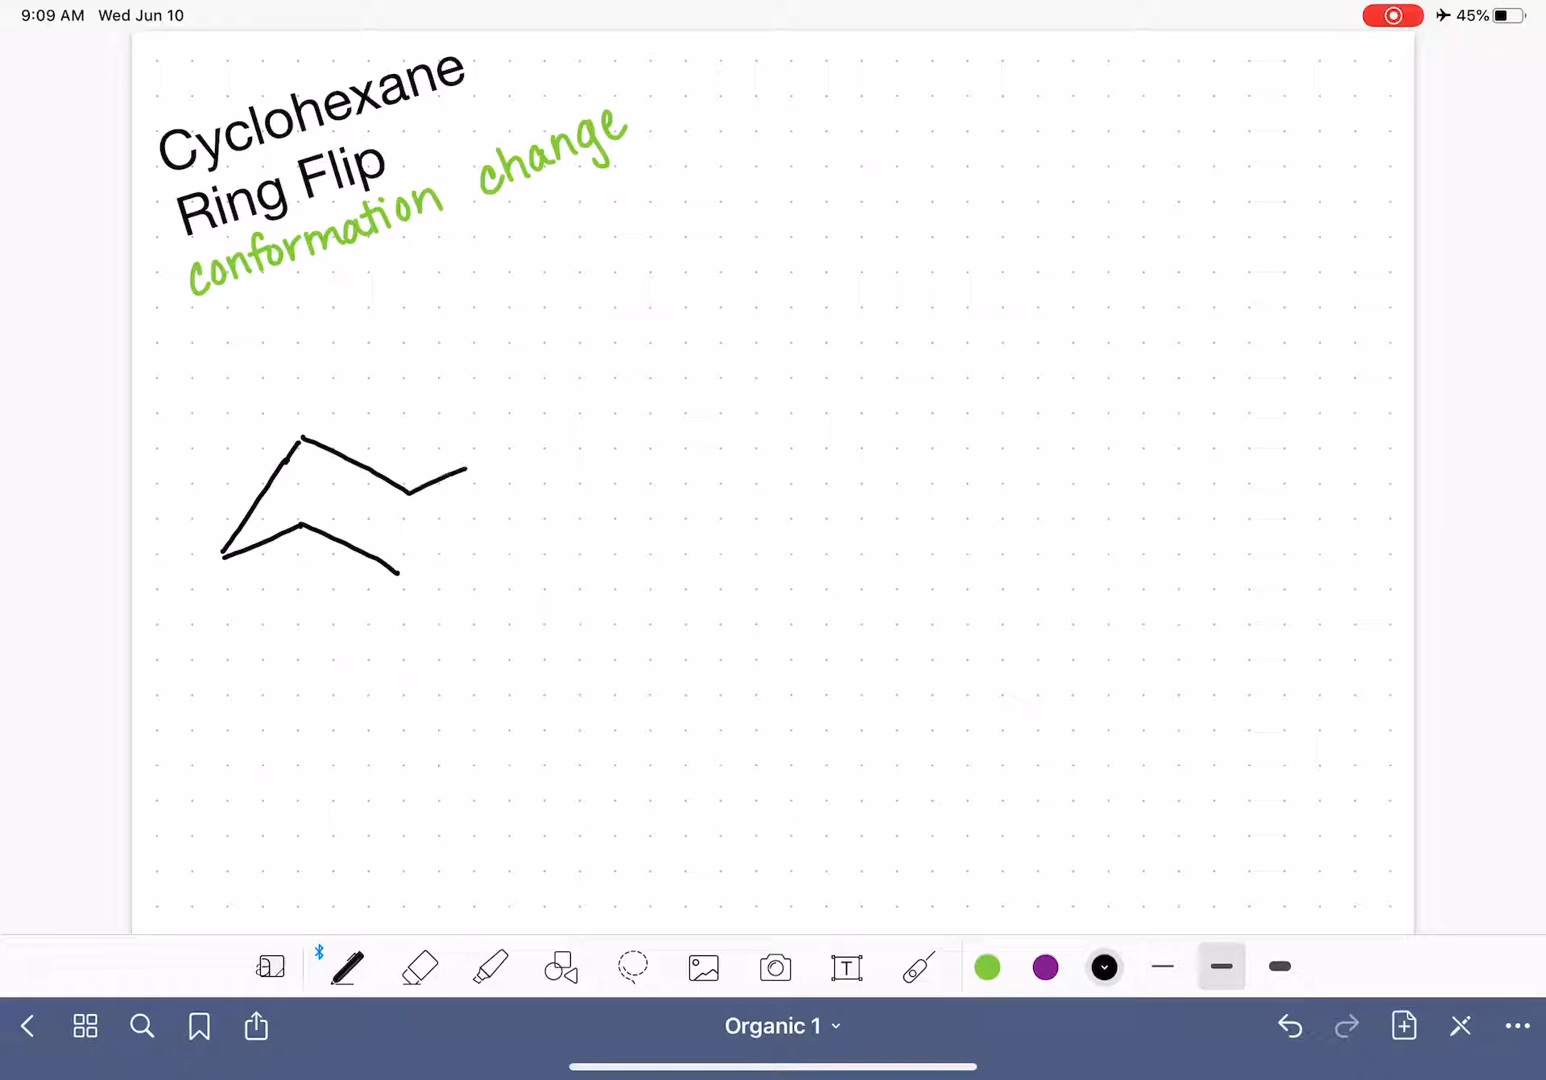 9:09 AM Wed Jun 10
45%
Cyclohexane
Ring Flip
conformation change
T
Organic 1